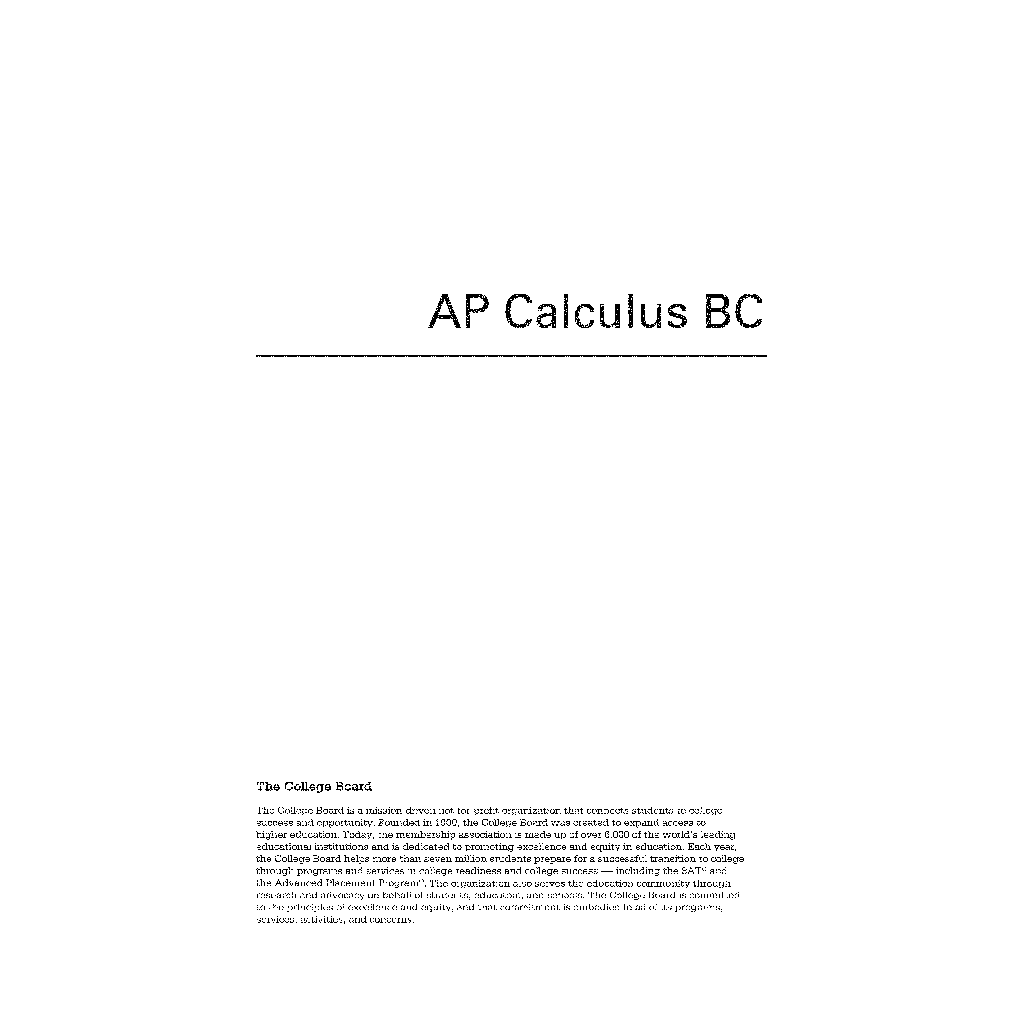 AP Calculus BC
The College Board
The College Board is a mission-driven not-for-profit organization that connects students to college
success and opportunity. Founded in 1900, the College Board was created to expand access to
higher education. Today, the membership association is made up of over 6,000 of the world's leading
educational institutions and is dedicated to promoting excellence and equity in education. Each year,
the College Board helps more than seven million students prepare for a successful transition to college
through programs and services in college readiness and college success — including the SAT® and
the Advanced Placement Program®. The organization also serves the education community through
research and advocacy on behalf of students, educators, and schools. The College Board is committed
to the principles of excellence and equity, and that commitment is embodied in all of its programs,
services, activities, and concerns.